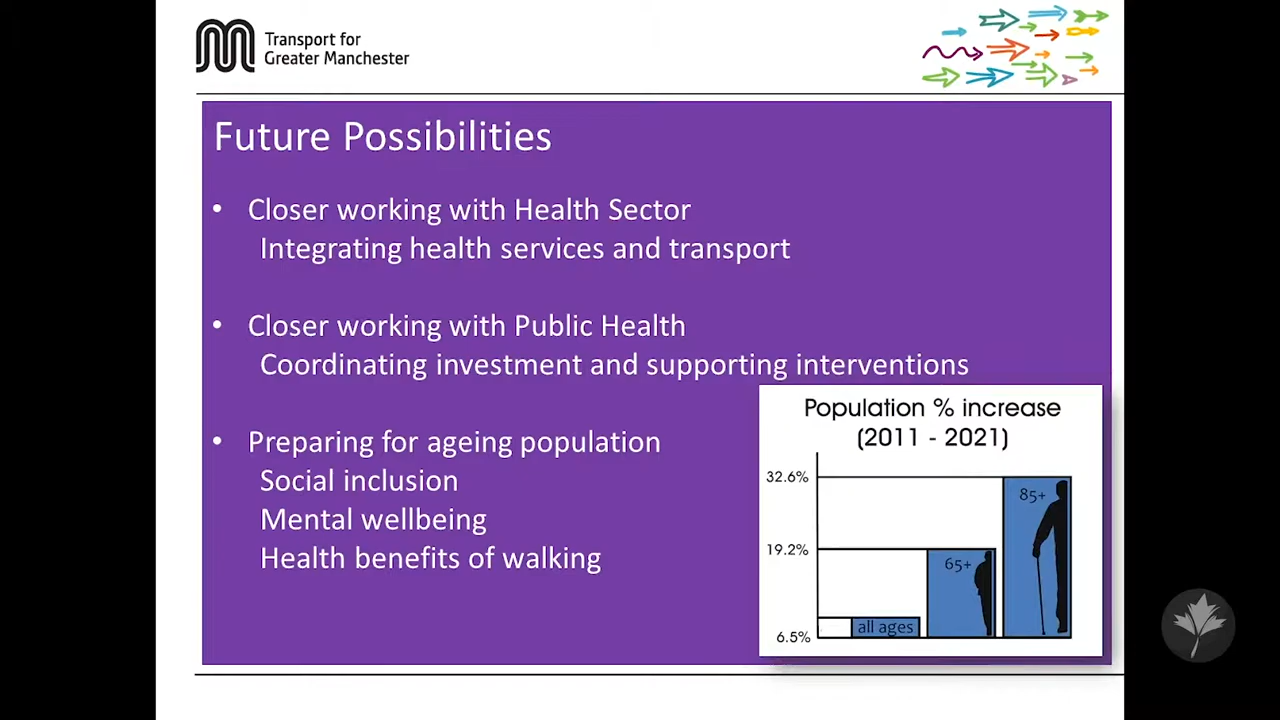 Transport for
Greater Manchester
Future Possibilities
• Closer working with Health Sector
Integrating health services and transport
• Closer working with Public Health
Coordinating investment and supporting interventions
• Preparing for ageing population
Social inclusion
Mental wellbeing
Health benefits of walking
Population % increase
(2011 - 2021)
32.6%
85+
19.2%
65+
all ages
6.5%